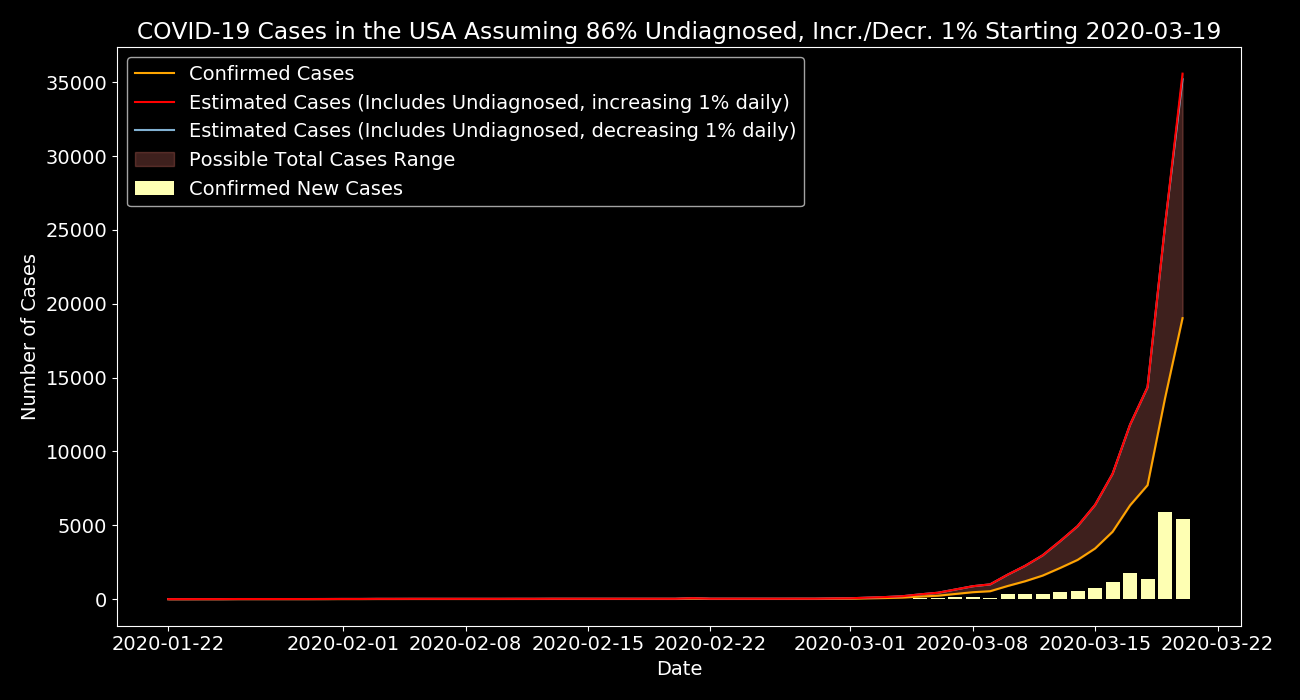 COVID-19 Cases in the USA Assuming 86% Undiagnosed, Incr./Decr. 1% Starting 2020-03-19
Confirmed Cases
Estimated Cases (Includes Undiagnosed, increasing 1% daily)
Estimated Cases (Includes Undiagnosed, decreasing 1% daily)
Possible Total Cases Range
Confirmed New Cases
Number of Cases
35000
30000
25000
20000
15000
10000
5000
0
2020-01-22 2020-02-01 2020-02-08 2020-02-15 2020-02-22 2020-03-01 2020-03-08 2020-03-15 2020-03-22
Date